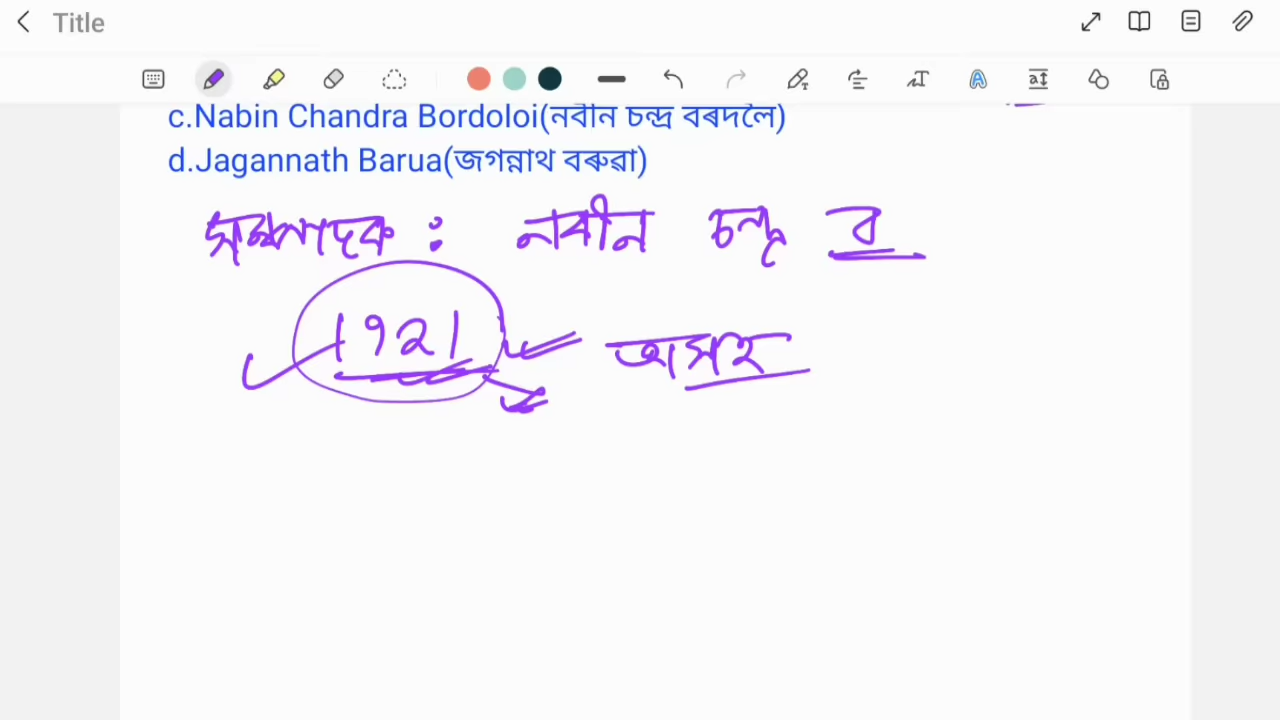 Title
c.Nabin Chandra Bordoloi(নবীন চন্দ্ৰ বৰদলৈ)
d.Jagannath Barua(জগন্নাথ বৰুৱা)
সম্পাদক : নবীন চন্দ্ৰ ব
1921 অসহ